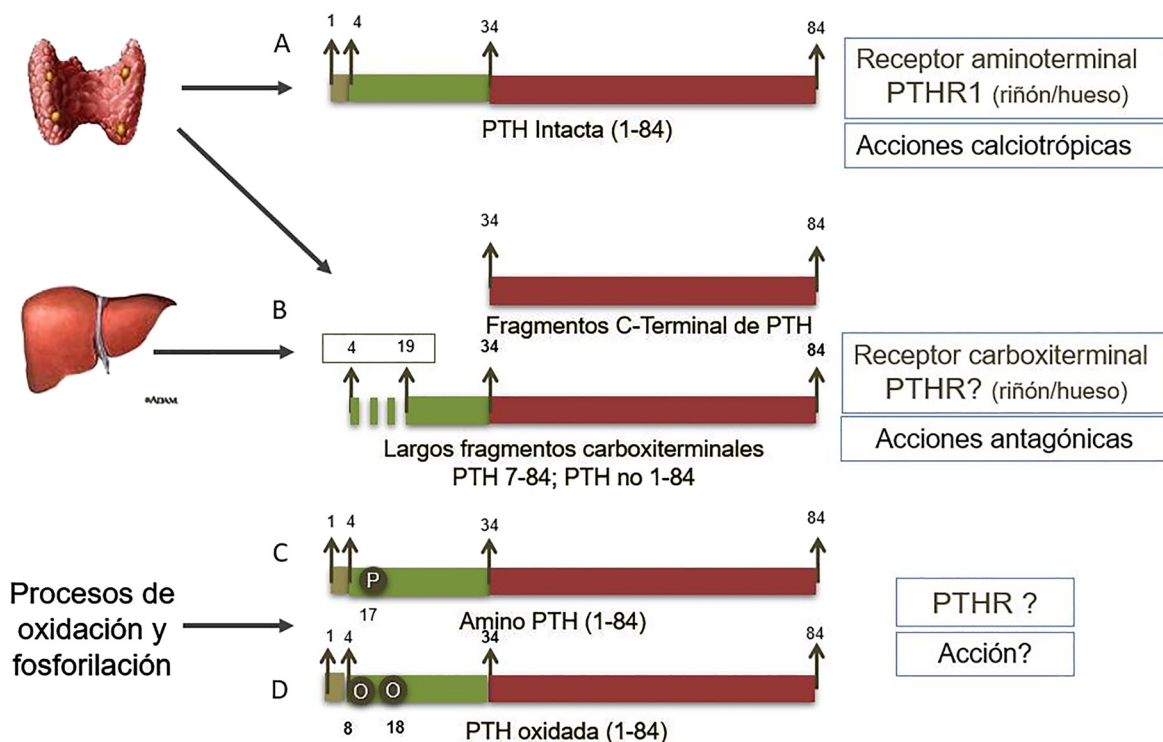 1 4 34 84
A
PTH Intacta (1-84)
Receptor aminoterminal
PTHR1 (riñón/hueso)
Acciones calciotrópicas
34 84
B
Fragmentos C-Terminal de PTH
4 19 34 84
Largos fragmentos carboxiterminales
PTH 7-84; PTH no 1-84
Receptor carboxiterminal
PTHR? (riñón/hueso)
Acciones antagónicas
®ADAM.
Procesos de
oxidación y
fosforilación
1 4 34 84
C
P
17
Amino PTH (1-84)
1 4 34 84
D
O O
8 18
PTH oxidada (1-84)
PTHR ?
Acción?